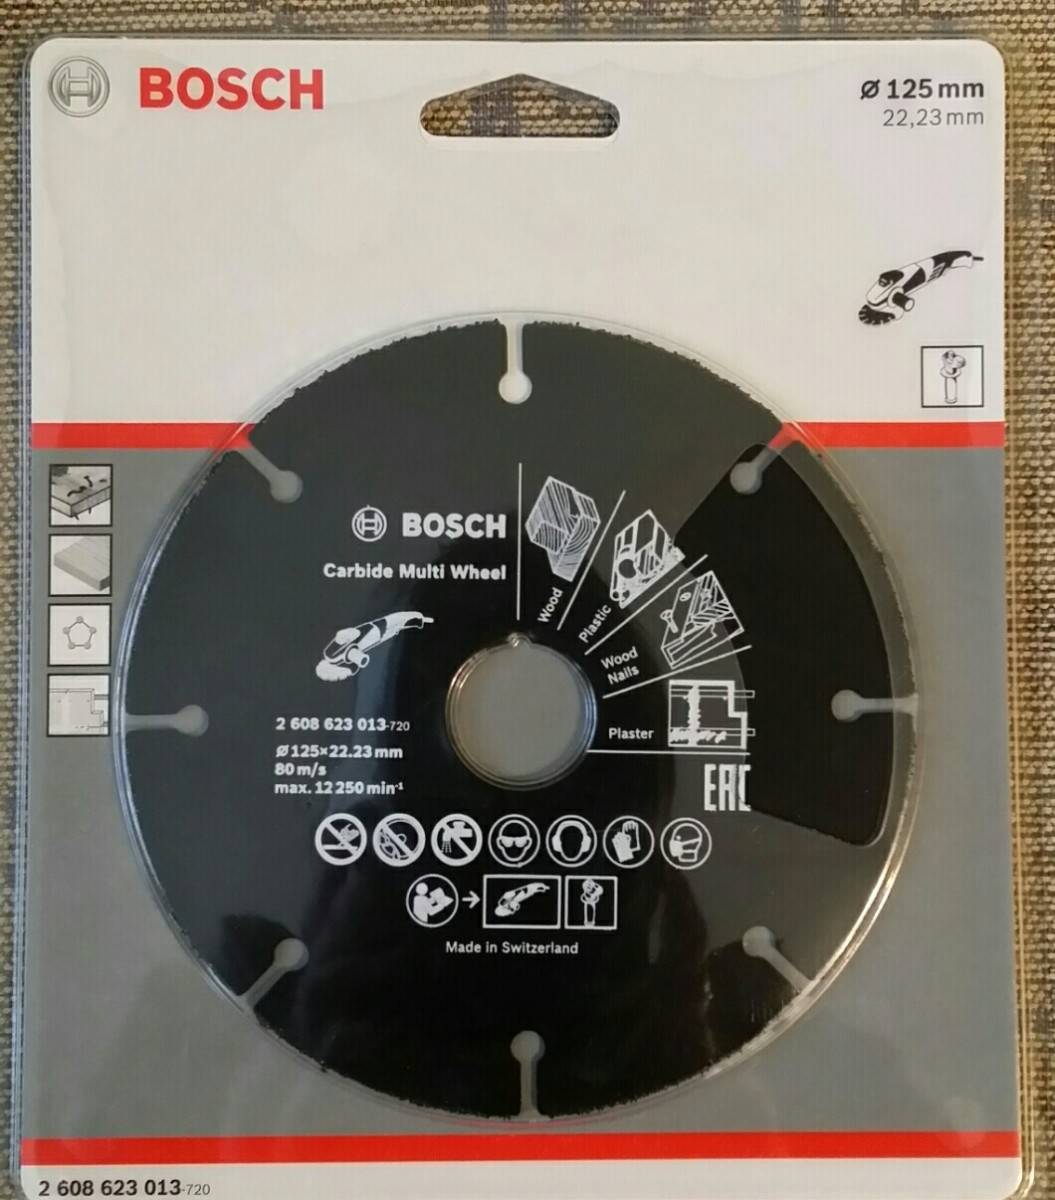 BOSCH
Ø 125 mm
22,23 mm
BOSCH
Carbide Multi Wheel
Wood
Plastic
Wood
Nails
Plaster
2 608 623 013-720
Ø125×22.23 mm
80 m/s
max. 12 250 min-1
EAC
Made in Switzerland
2 608 623 013-720